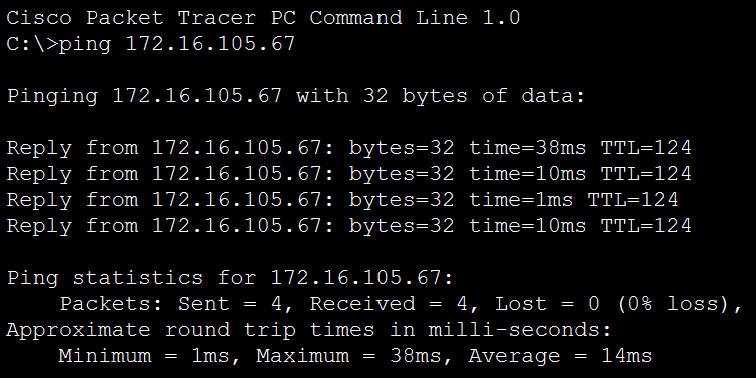 Cisco Packet Tracer PC Command Line 1.0
C:\>ping 172.16.105.67
Pinging 172.16.105.67 with 32 bytes of data:
Reply from 172.16.105.67: bytes=32 time=38ms TTL=124
Reply from 172.16.105.67: bytes=32 time=10ms TTL=124
Reply from 172.16.105.67: bytes=32 time=1ms TTL=124
Reply from 172.16.105.67: bytes=32 time=10ms TTL=124
Ping statistics for 172.16.105.67:
Packets: Sent = 4, Received = 4, Lost = 0 (0% loss),
Approximate round trip times in milli-seconds:
Minimum = 1ms, Maximum = 38ms, Average = 14ms